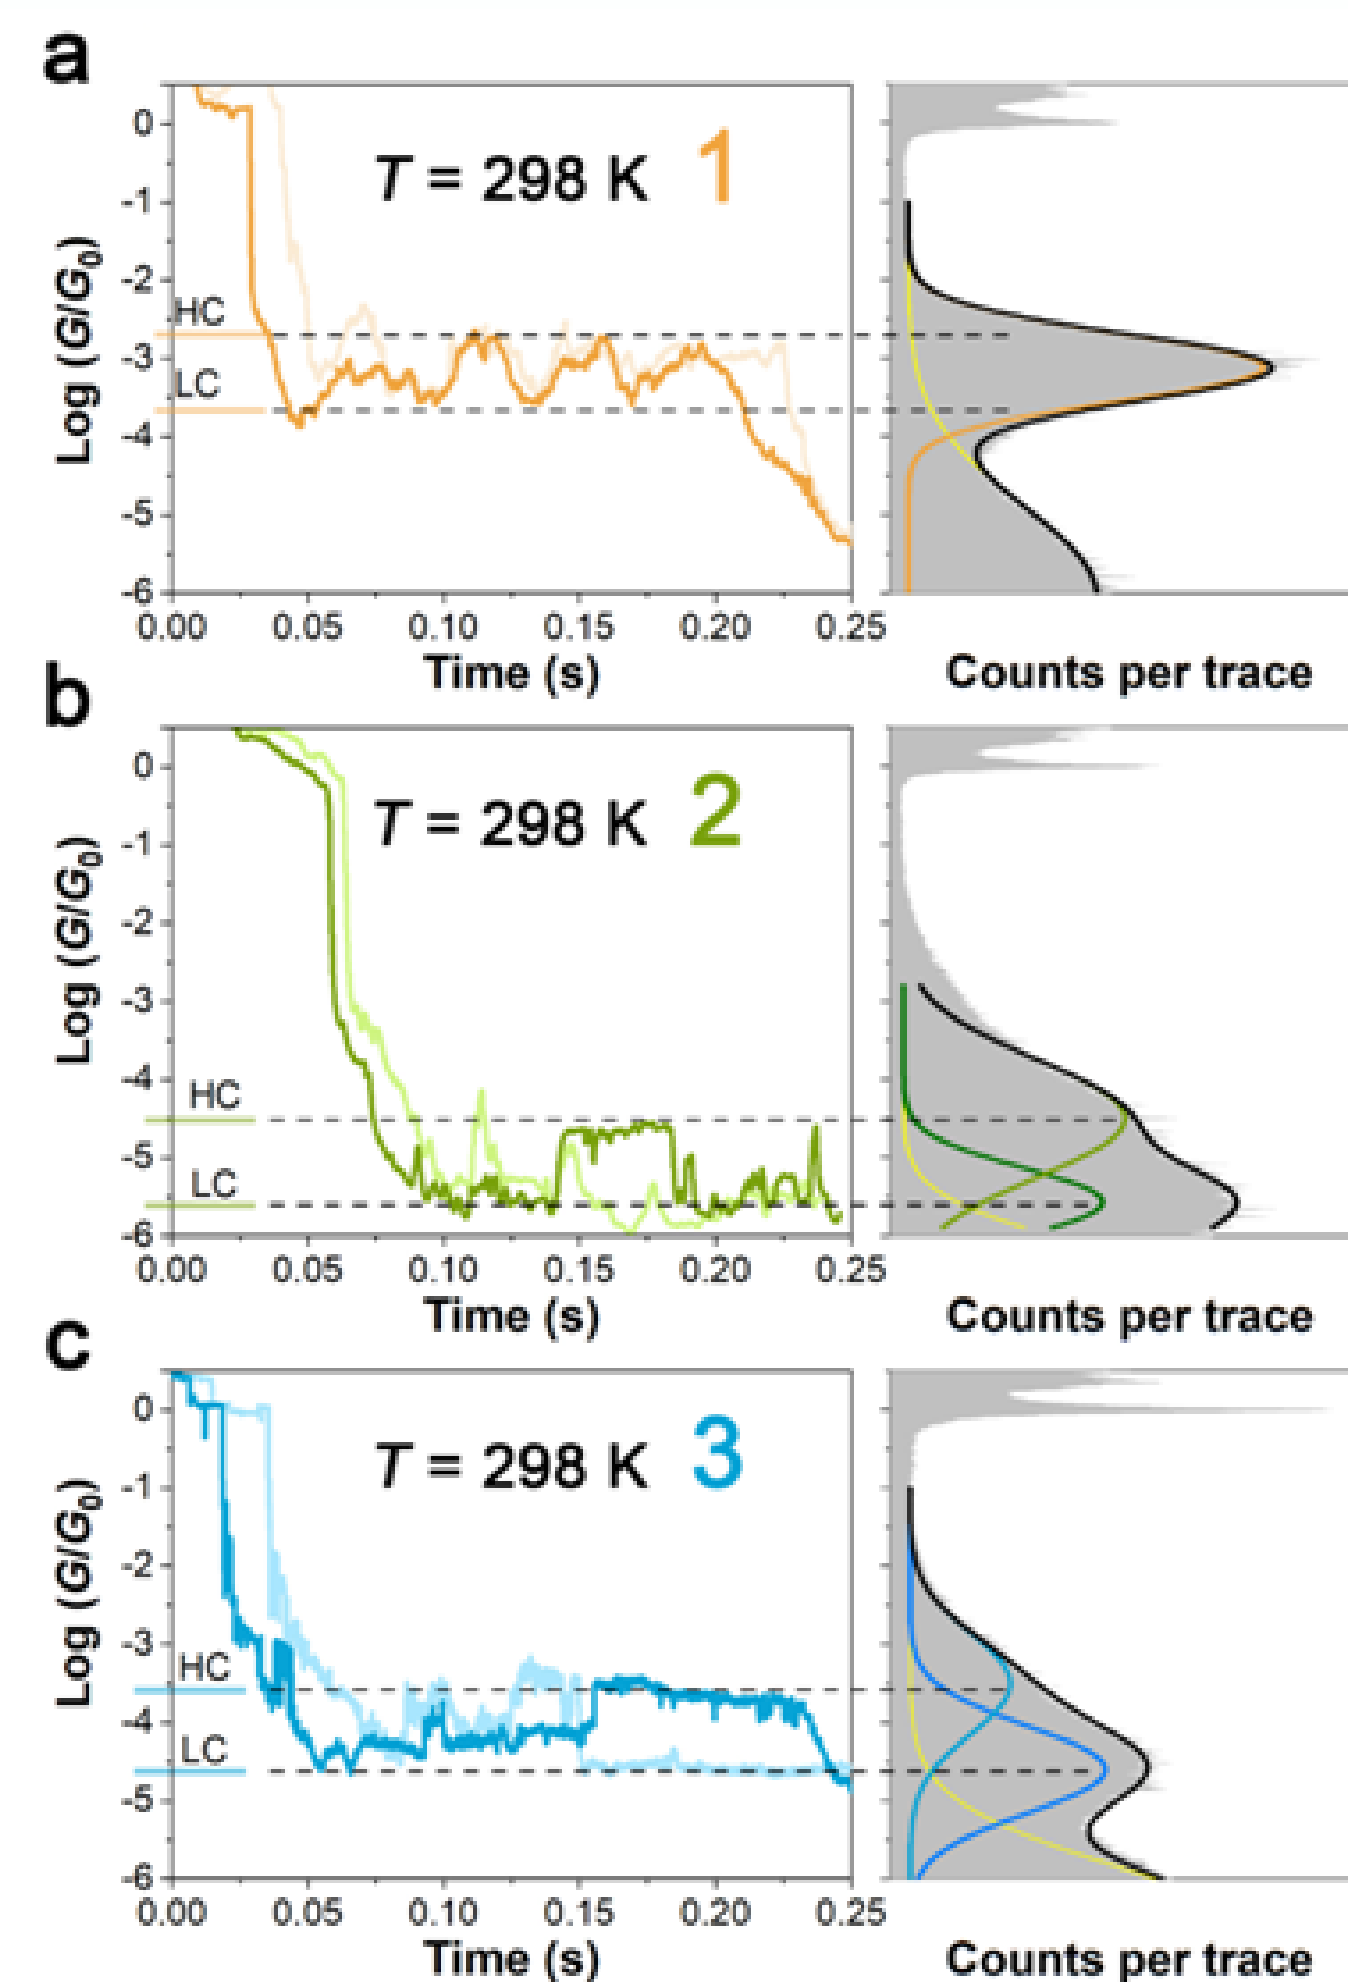 a
0
-1
-2
-3
-4
-5
-6
Log (G/G₀)
HC
LC
T = 298 K 1
0.00 0.05 0.10 0.15 0.20 0.25
Time (s)
Counts per trace
b
0
-1
-2
-3
-4
-5
-6
Log (G/G₀)
HC
LC
T = 298 K 2
0.00 0.05 0.10 0.15 0.20 0.25
Time (s)
Counts per trace
c
0
-1
-2
-3
-4
-5
-6
Log (G/G₀)
HC
LC
T = 298 K 3
0.00 0.05 0.10 0.15 0.20 0.25
Time (s)
Counts per trace